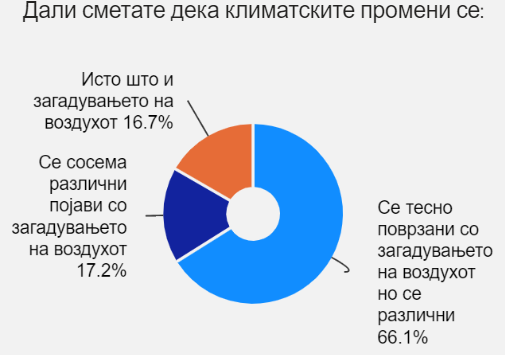 Дали сметате дека климатските промени се:
Исто што и
загадувањето на
воздухот 16.7%
Се сосема
различни
појави со
загадувањето
на воздухот
17.2%
Се тесно
поврзани со
загадувањето
на воздухот
но се
различни
66.1%